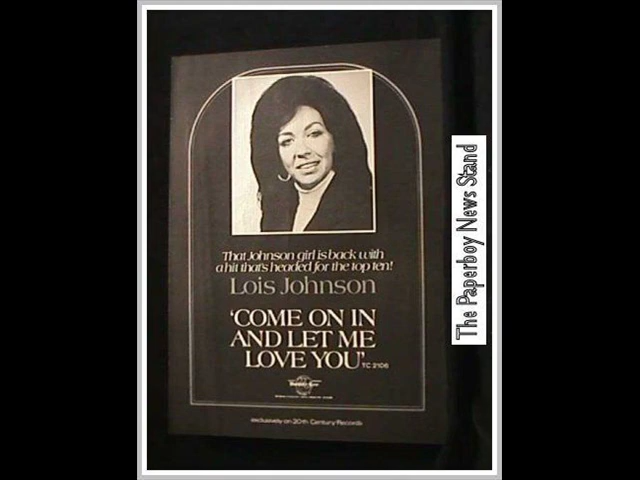 That Johnson girl is back with
a hit that's headed for the top ten!
Lois Johnson
'COME ON IN
AND LET ME
LOVE YOU' TC 2106
exclusively on 20th Century Records
The Paperboy News Stand